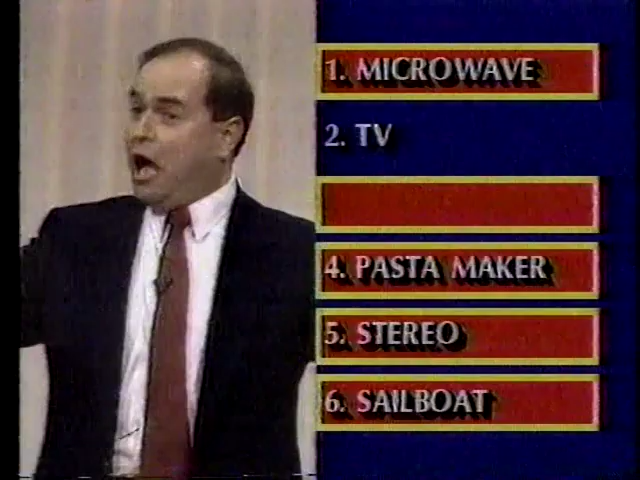 1. MICROWAVE
2. TV
4. PASTA MAKER
5. STEREO
6. SAILBOAT